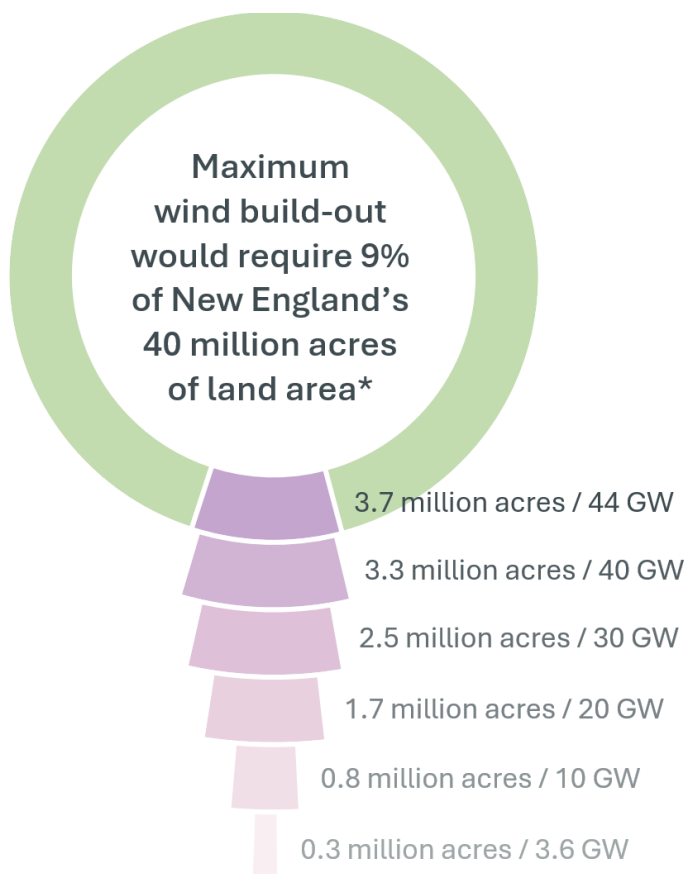 Maximum
wind build-out
would require 9%
of New England’s
40 million acres
of land area*
3.7 million acres / 44 GW
3.3 million acres / 40 GW
2.5 million acres / 30 GW
1.7 million acres / 20 GW
0.8 million acres / 10 GW
0.3 million acres / 3.6 GW